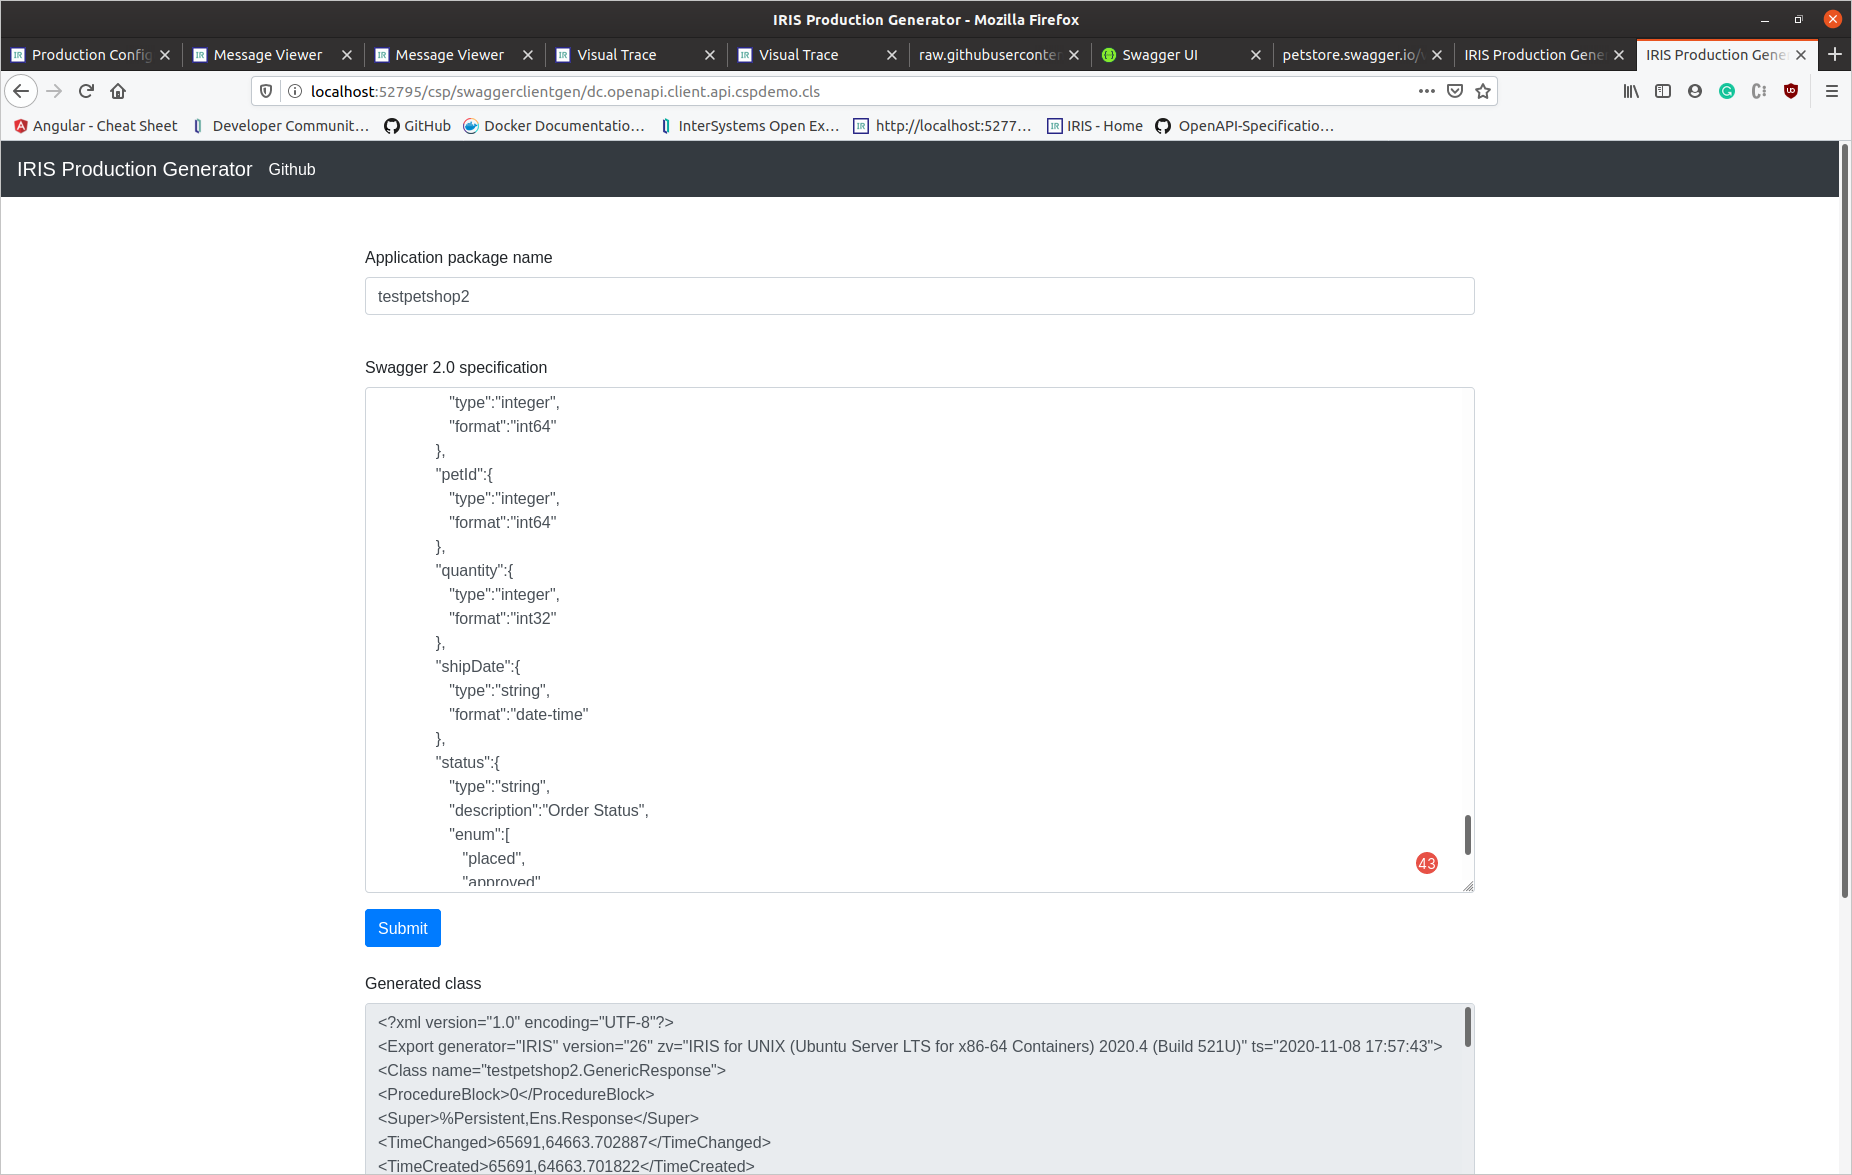 IRIS Production Generator - Mozilla Firefox
Production Config
Message Viewer
Message Viewer
Visual Trace
Visual Trace
raw.githubuserconten
Swagger UI
petstore.swagger.io/v
IRIS Production Gene
IRIS Production Gene
localhost:52795/csp/swaggerclientgen/dc.openapi.client.api.cspdemo.cls
Angular - Cheat Sheet
Developer Communit…
GitHub
Docker Documentatio…
InterSystems Open Ex…
http://localhost:5277…
IRIS - Home
OpenAPI-Specificatio…
IRIS Production Generator
Github
Application package name
testpetshop2
Swagger 2.0 specification
"type":"integer",
"format":"int64"
},
"petId":{
"type":"integer",
"format":"int64"
},
"quantity":{
"type":"integer",
"format":"int32"
},
"shipDate":{
"type":"string",
"format":"date-time"
},
"status":{
"type":"string",
"description":"Order Status",
"enum":[
"placed",
"approved"
43
Submit
Generated class
<?xml version="1.0" encoding="UTF-8"?>
<Export generator="IRIS" version="26" zv="IRIS for UNIX (Ubuntu Server LTS for x86-64 Containers) 2020.4 (Build 521U)" ts="2020-11-08 17:57:43">
<Class name="testpetshop2.GenericResponse">
<ProcedureBlock>0</ProcedureBlock>
<Super>%Persistent,Ens.Response</Super>
<TimeChanged>65691,64663.702887</TimeChanged>
<TimeCreated>65691,64663.701822</TimeCreated>